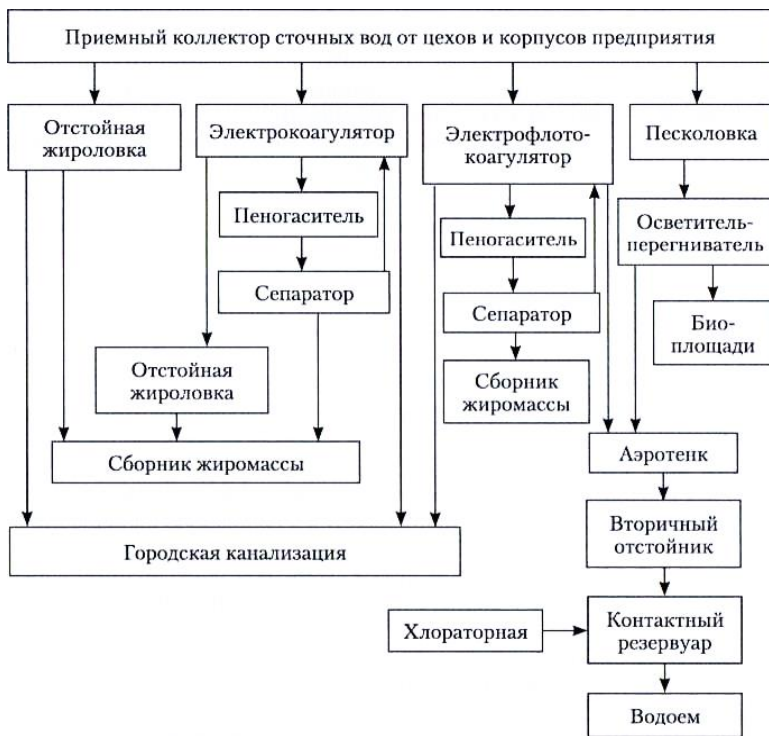 Приемный коллектор сточных вод от цехов и корпусов предприятия
Отстойная
жироловка
Электрокоагулятор
Электрофлото-
коагулятор
Песколовка
Пеногаситель
Пеногаситель
Осветитель-
перегниватель
Сепаратор
Сепаратор
Био-
площади
Отстойная
жироловка
Сборник
жиромассы
Сборник жиромассы
Аэротенк
Городская канализация
Вторичный
отстойник
Хлораторная
Контактный
резервуар
Водоем